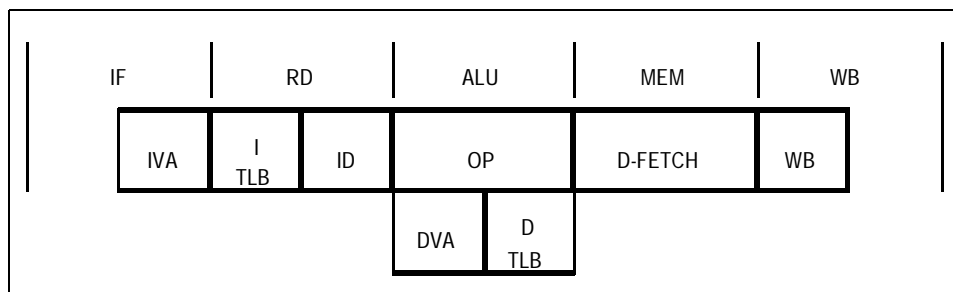 IF RD ALU MEM WB
IVA I TLB ID OP D-FETCH WB
DVA D TLB